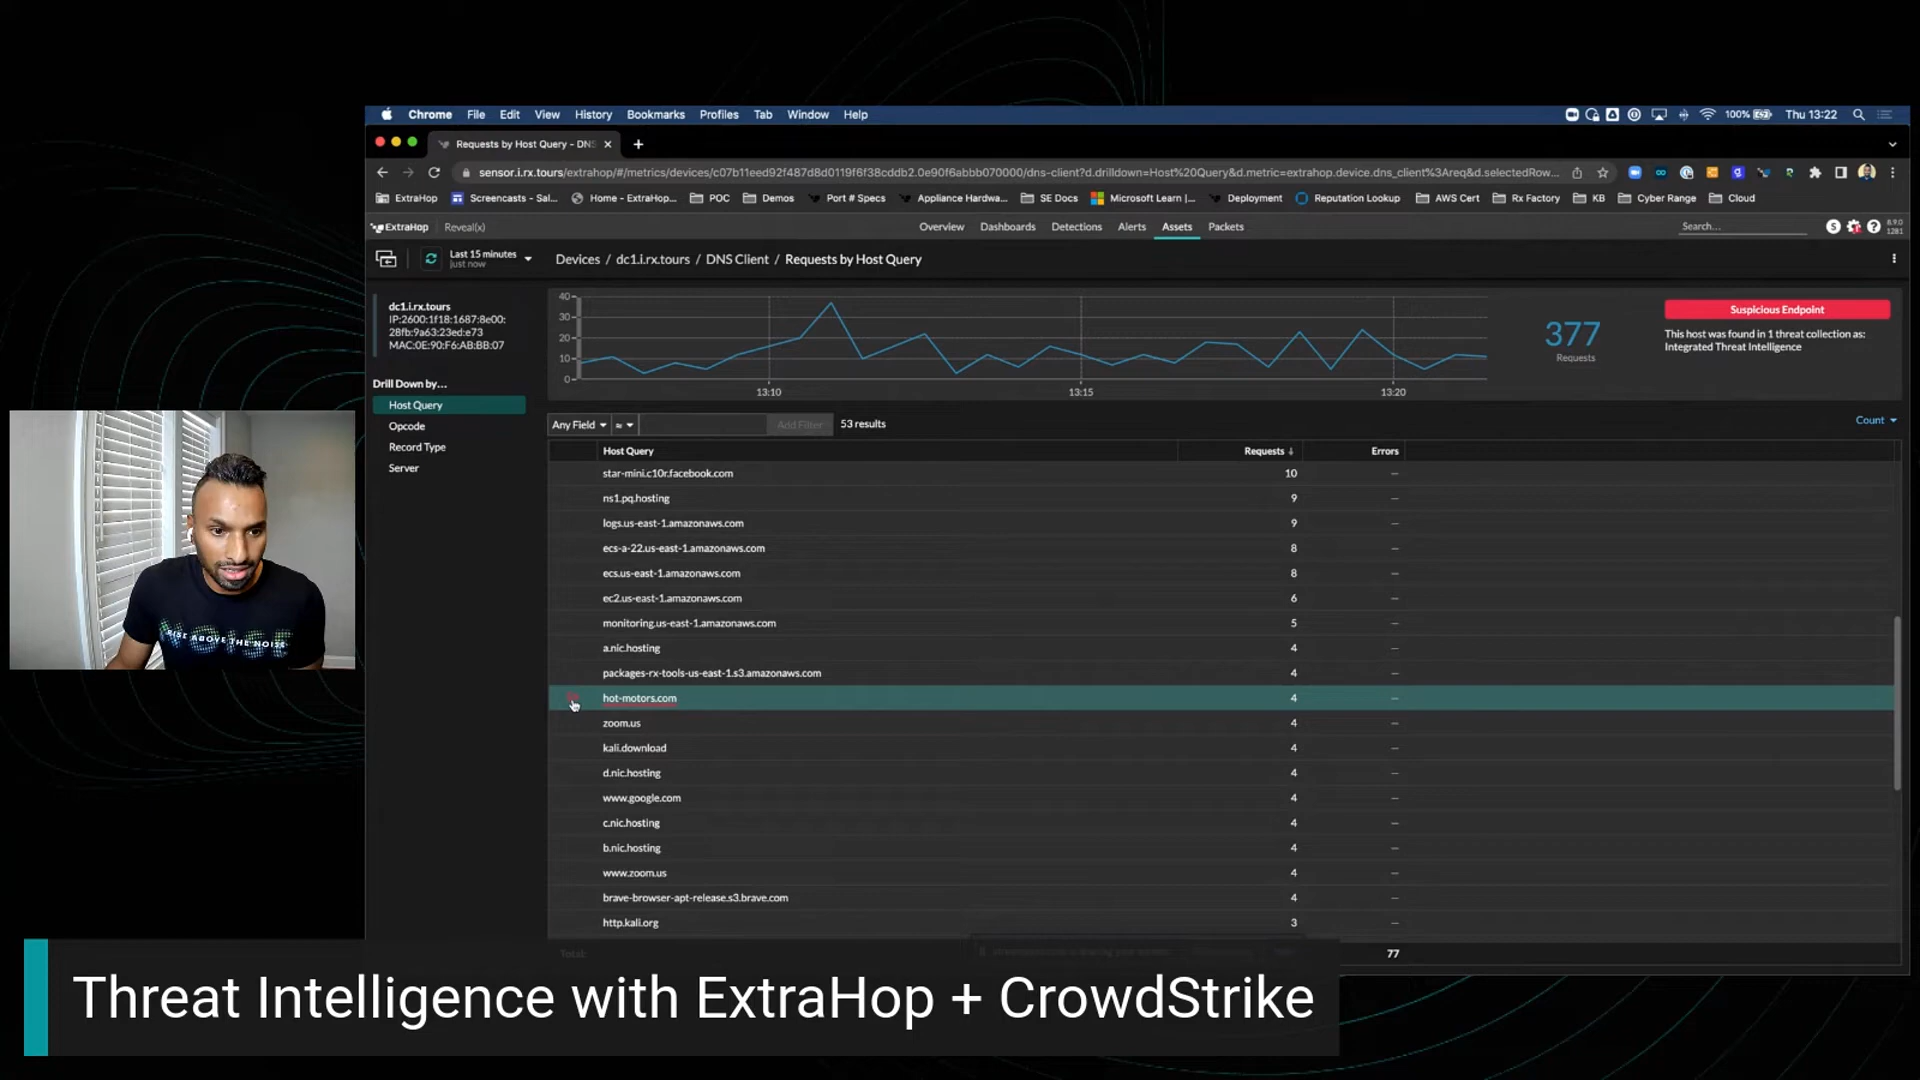 Chrome File Edit View History Bookmarks Profiles Tab Window Help 100% Thu 13:22
Requests by Host Query - DNS
sensor.i.rx.tours/extrahop/#/metrics/devices/c07b11eed92f487d8d0119f6f38cddb2.0e90f6abbb070000/dns-client?d.drilldown=Host%20Query&d.metric=extrahop.device.dns_client%3Areq&d.selectedRow...
ExtraHop Screencasts - Sal... Home - ExtraHop... POC Demos Port # Specs Appliance Hardwa... SE Docs Microsoft Learn |... Deployment Reputation Lookup AWS Cert Rx Factory KB Cyber Range Cloud
ExtraHop Reveal(x) Overview Dashboards Detections Alerts Assets Packets Search... S ? 8.9.0
1281
Last 15 minutes
just now
Devices / dc1.i.rx.tours / DNS Client / Requests by Host Query
dc1.i.rx.tours
IP:2600:1f18:1687:8e00:
28fb:9a63:23ed:e73
MAC:0E:90:F6:AB:BB:07
Drill Down by...
Host Query
Opcode
Record Type
Server
40
30
20
10
0
13:10 13:15 13:20
377
Requests
Suspicious Endpoint
This host was found in 1 threat collection as:
Integrated Threat Intelligence
Any Field ≈ Add Filter 53 results Count
Host Query Requests ↓ Errors
star-mini.c10r.facebook.com 10 —
ns1.pq.hosting 9 —
logs.us-east-1.amazonaws.com 9 —
ecs-a-22.us-east-1.amazonaws.com 8 —
ecs.us-east-1.amazonaws.com 8 —
ec2.us-east-1.amazonaws.com 6 —
monitoring.us-east-1.amazonaws.com 5 —
a.nic.hosting 4 —
packages-rx-tools-us-east-1.s3.amazonaws.com 4 —
hot-motors.com 4 —
zoom.us 4 —
kali.download 4 —
d.nic.hosting 4 —
www.google.com 4 —
c.nic.hosting 4 —
b.nic.hosting 4 —
www.zoom.us 4 —
brave-browser-apt-release.s3.brave.com 4 —
http.kali.org 3 —
Total: 77
RISE ABOVE THE NOISE
Threat Intelligence with ExtraHop + CrowdStrike